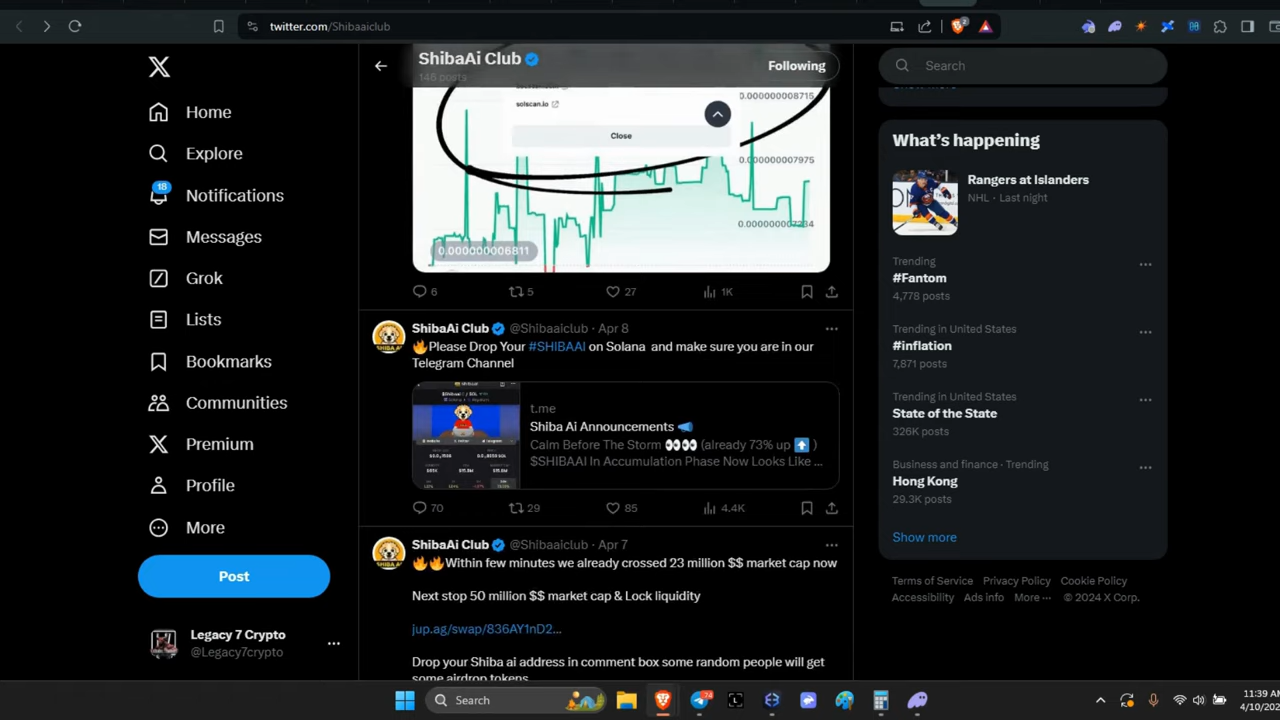 twitter.com/Shibaaiclub
2
ShibaAi Club
146 posts
Following
Search
solscan.io
0.000000008715
Close
0.000000007975
0.000000006811
6
5
27
1K
Home
Explore
18
Notifications
Messages
Grok
Lists
Bookmarks
Communities
Premium
Profile
More
Post
Legacy 7 Crypto
@Legacy7crypto
ShibaAi Club @Shibaaiclub · Apr 8
🔥Please Drop Your #SHIBAAI on Solana and make sure you are in our
Telegram Channel
t.me
Shiba Ai Announcements 📣
Calm Before The Storm 👀👀 (already 73% up ⬆️ )
$SHIBAAI In Accumulation Phase Now Looks Like ...
70
29
85
4.4K
ShibaAi Club @Shibaaiclub · Apr 7
🔥🔥Within few minutes we already crossed 23 million $$ market cap now
Next stop 50 million $$ market cap & Lock liquidity
jup.ag/swap/836AY1nD2...
Drop your Shiba ai address in comment box some random people will get
some airdrop tokens
What's happening
Rangers at Islanders
NHL · Last night
Trending
#Fantom
4,778 posts
Trending in United States
#inflation
7,871 posts
Trending in United States
State of the State
326K posts
Business and finance · Trending
Hong Kong
29.3K posts
Show more
Terms of Service Privacy Policy Cookie Policy
Accessibility Ads info More ··· © 2024 X Corp.
Search
74
11:39 AM
4/10/202